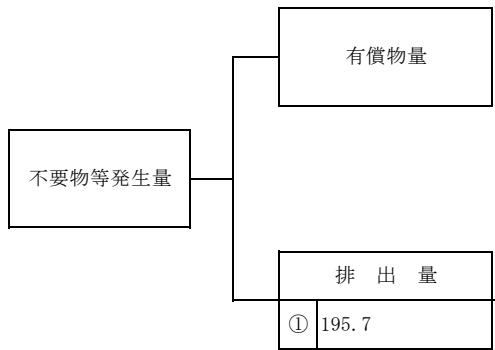 有償物量
不要物等発生量
排 出 量
① 195.7